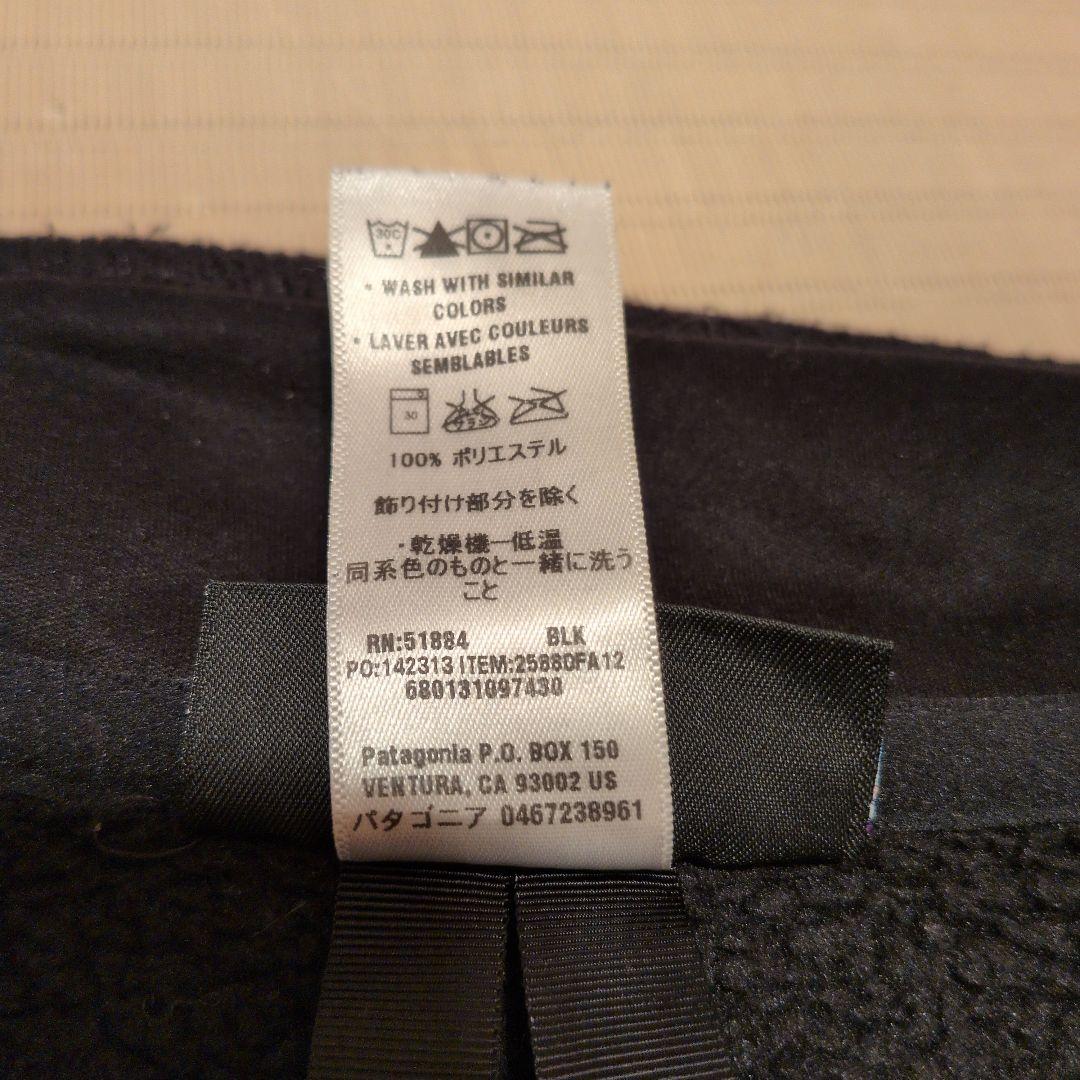 30C
• WASH WITH SIMILAR
COLORS
• LAVER AVEC COULEURS
SEMBLABLES
30
100% ポリエステル
飾り付け部分を除く
・乾燥機ー低温
同系色のものと一緒に洗う
こと
RN:51884 BLK
PO:142313 ITEM:25880FA12
680131097430
Patagonia P.O. BOX 150
VENTURA, CA 93002 US
パタゴニア 0467238961